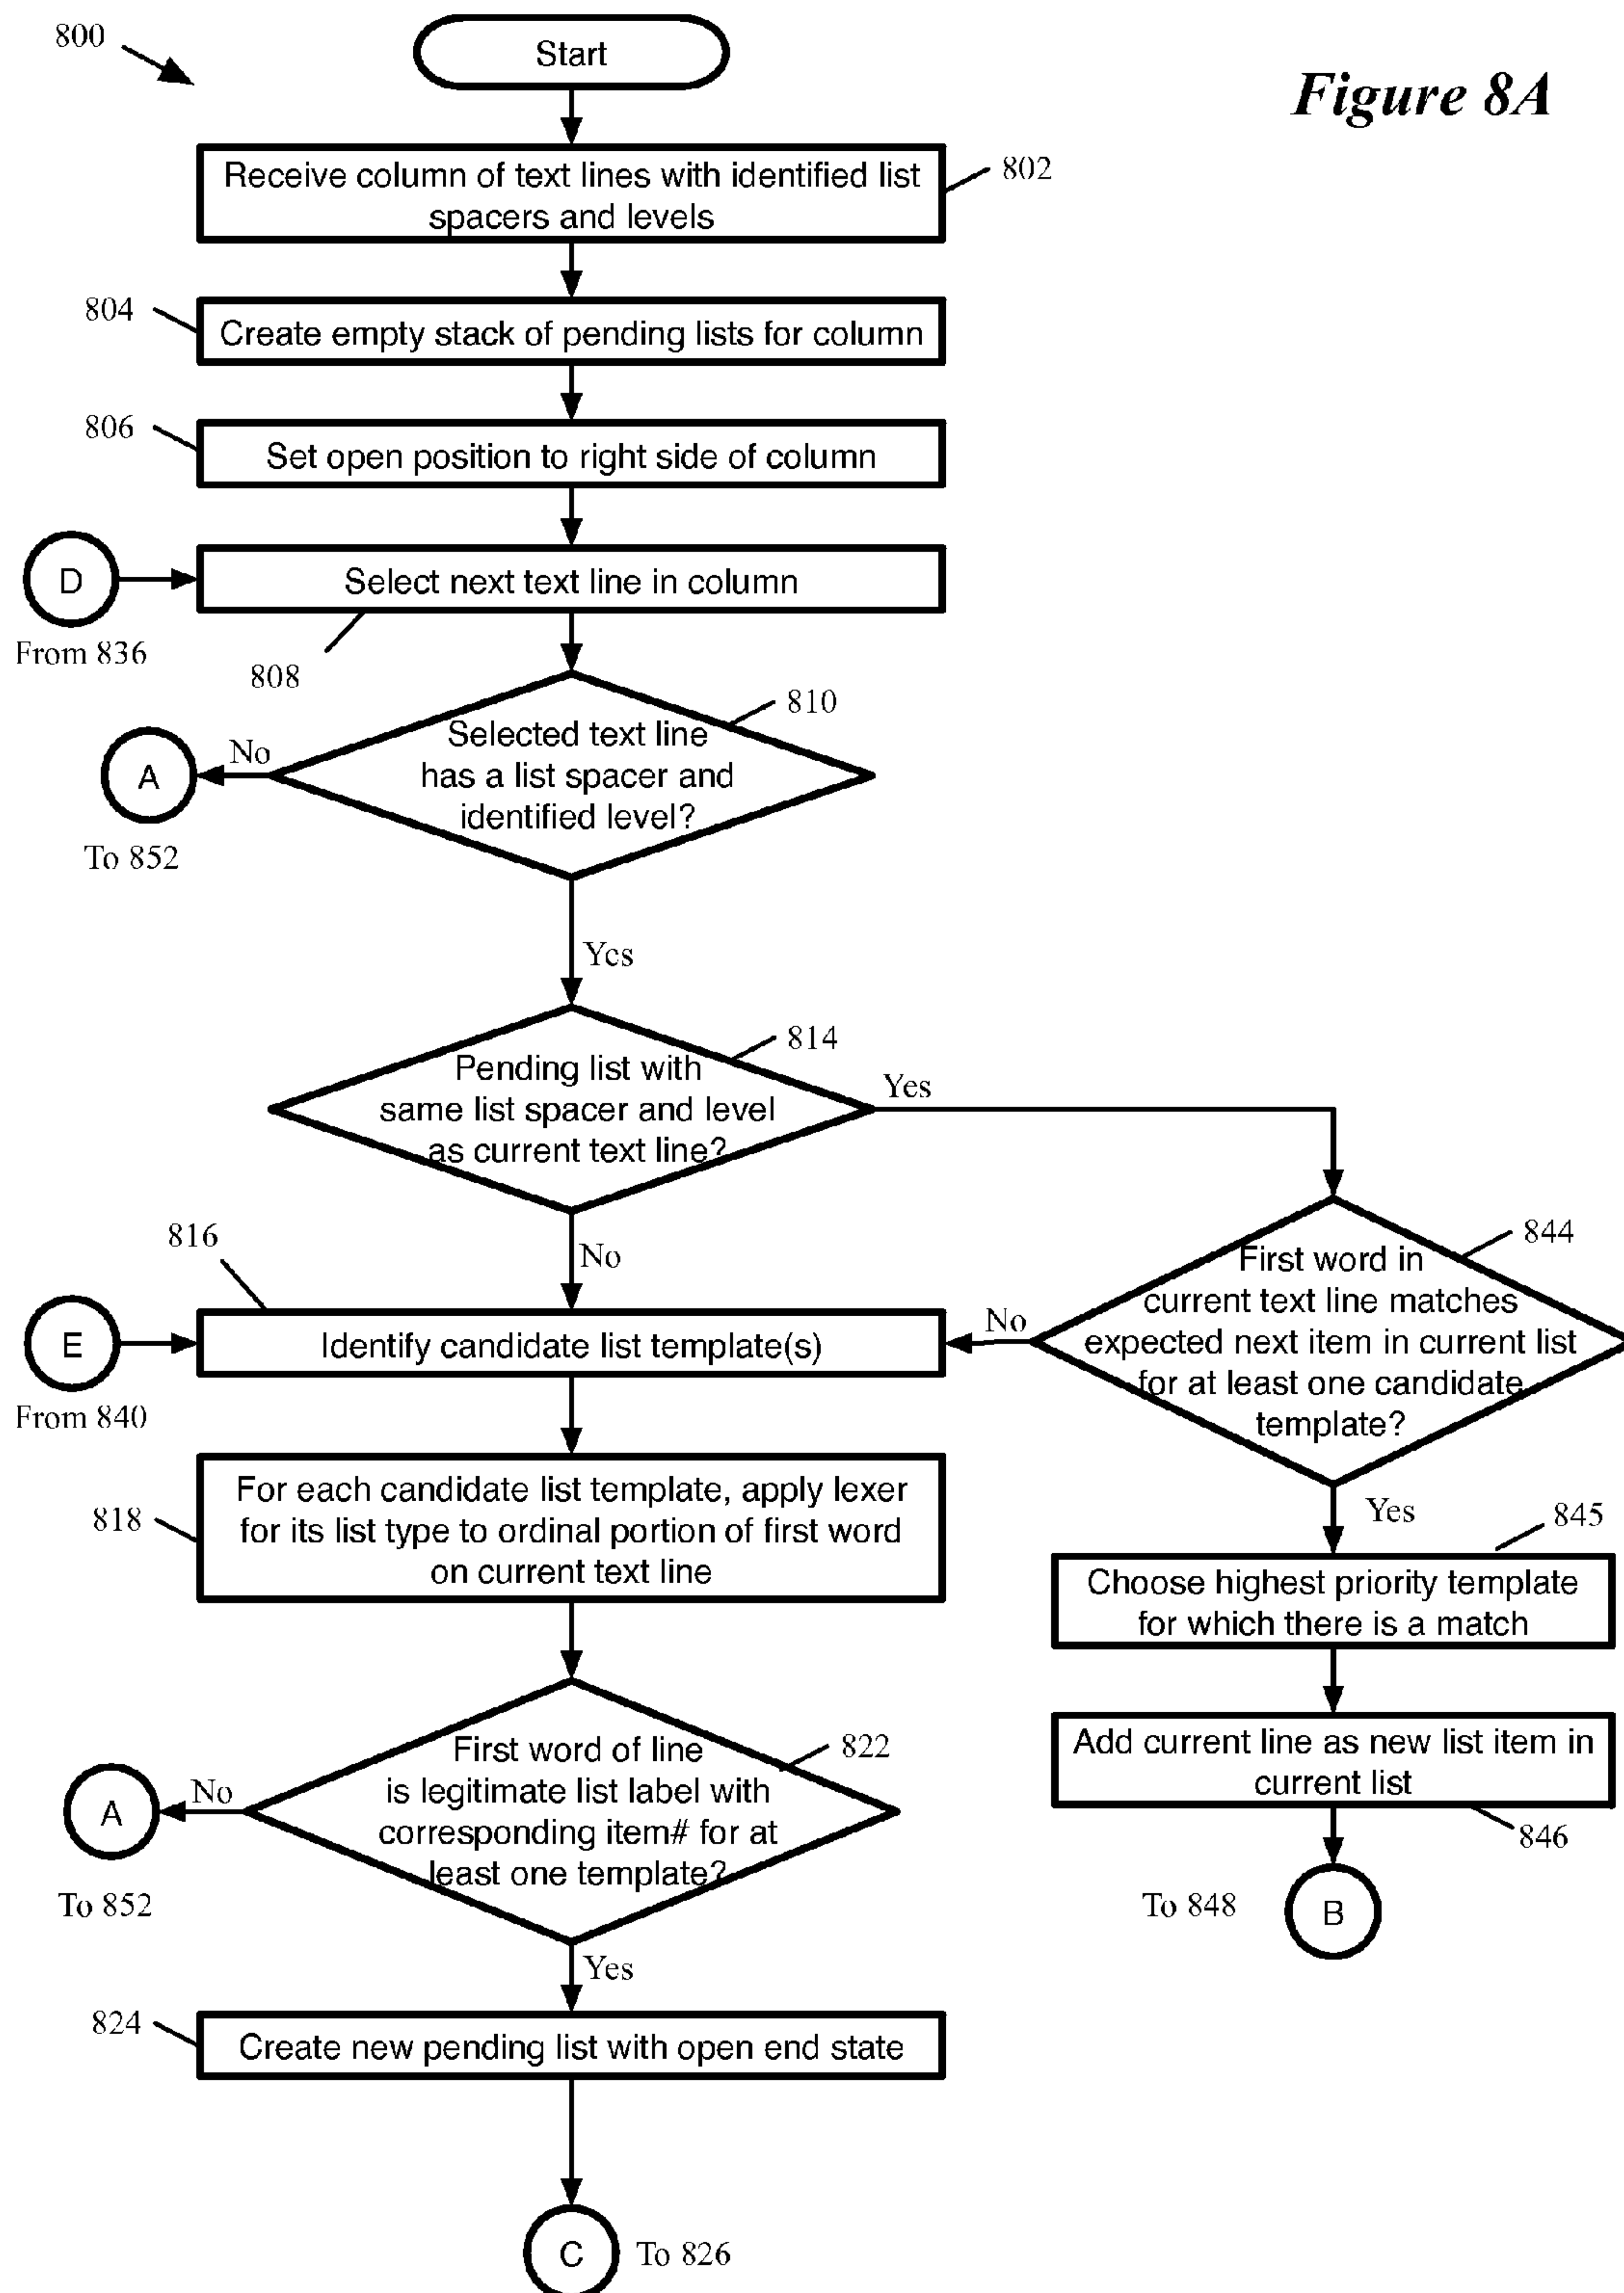 800
Start
Figure 8A
Receive column of text lines with identified list
spacers and levels
802
804
Create empty stack of pending lists for column
806
Set open position to right side of column
D
Select next text line in column
From 836
808
810
Selected text line
has a list spacer and
identified level?
No
A
To 852
Yes
814
Pending list with
same list spacer and level
as current text line?
Yes
816
No
844
First word in
current text line matches
expected next item in current list
for at least one candidate
template?
No
E
Identify candidate list template(s)
From 840
818
For each candidate list template, apply lexer
for its list type to ordinal portion of first word
on current text line
Yes
845
Choose highest priority template
for which there is a match
822
First word of line
is legitimate list label with
corresponding item# for at
least one template?
No
A
To 852
Add current line as new list item in
current list
846
To 848
B
Yes
824
Create new pending list with open end state
C
To 826